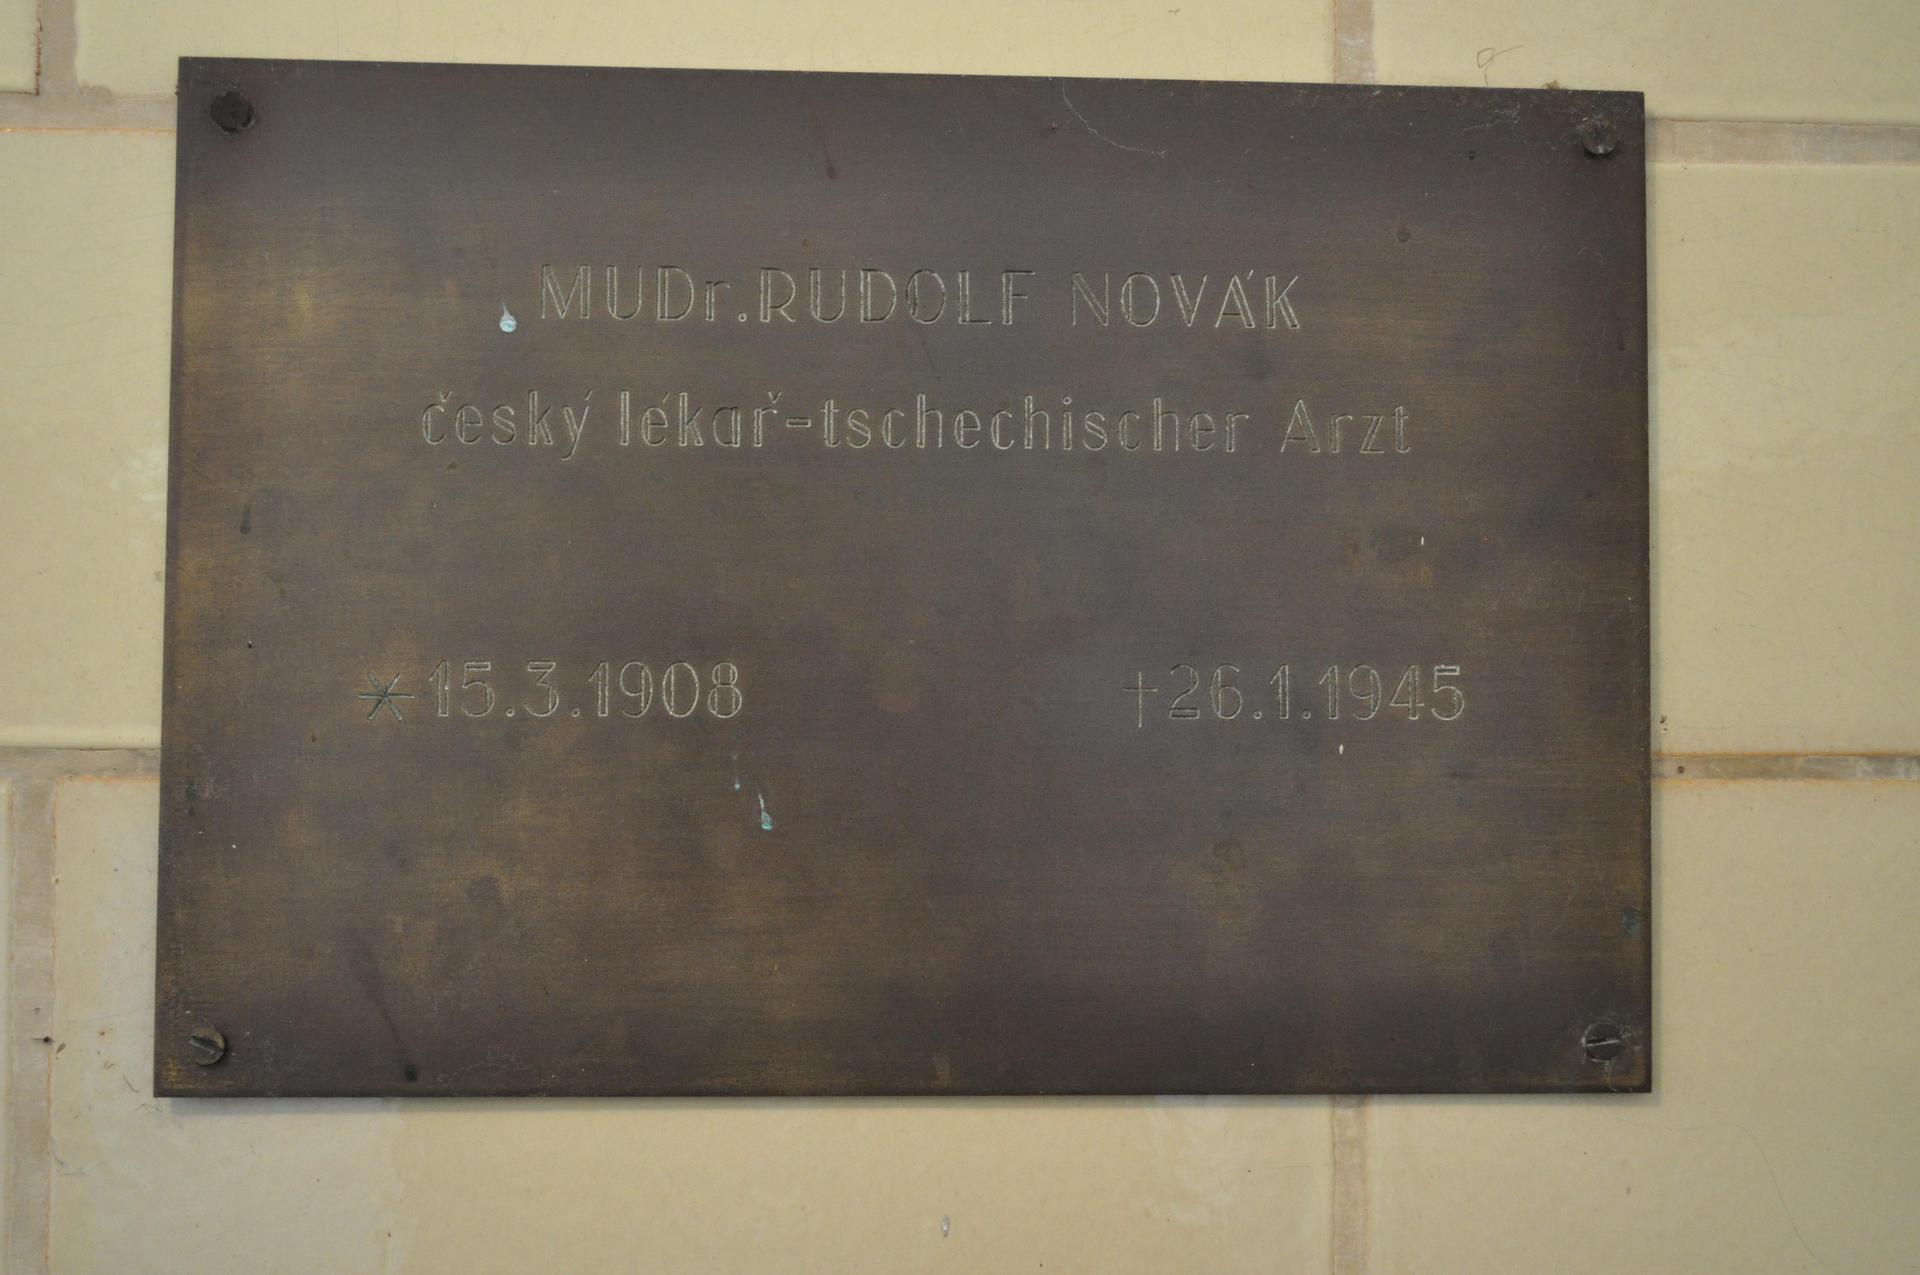 MUDr. RUDOLF NOVÁK
český lékař-tschechischer Arzt
*15.3.1908 †26.1.1945